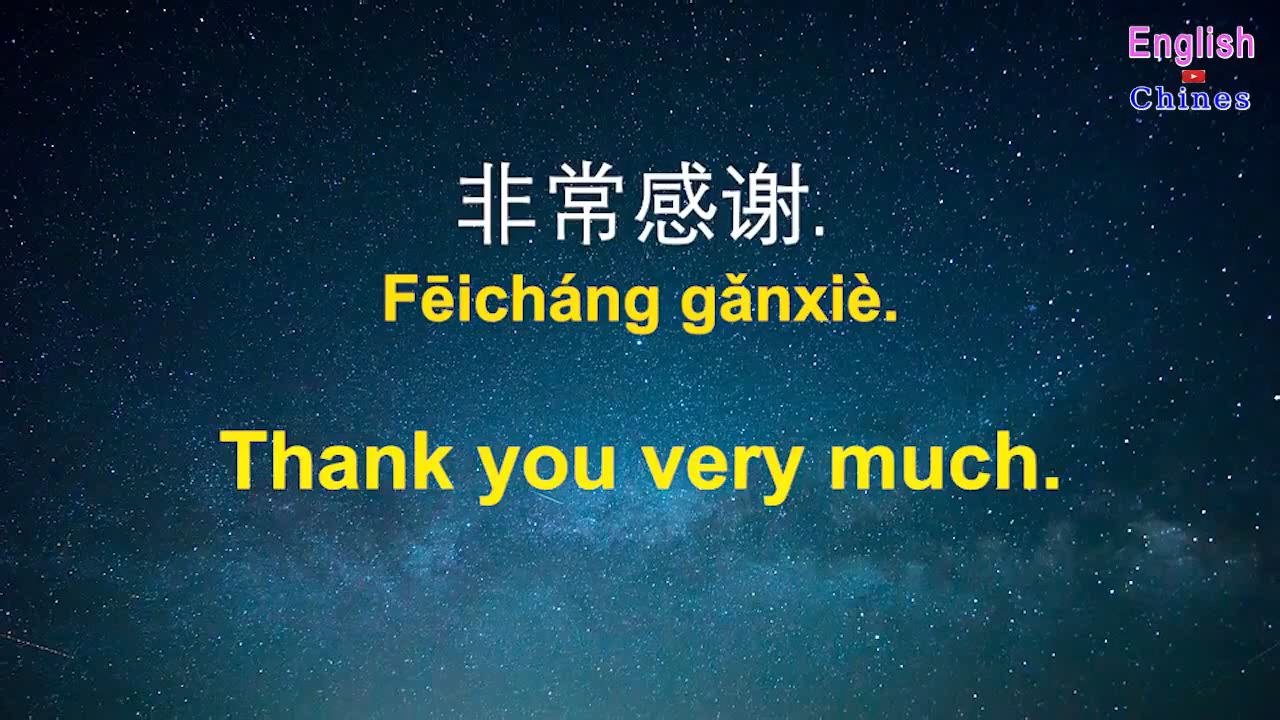 English
Chines
非常感谢.
Fēicháng gǎnxiè.
Thank you very much.